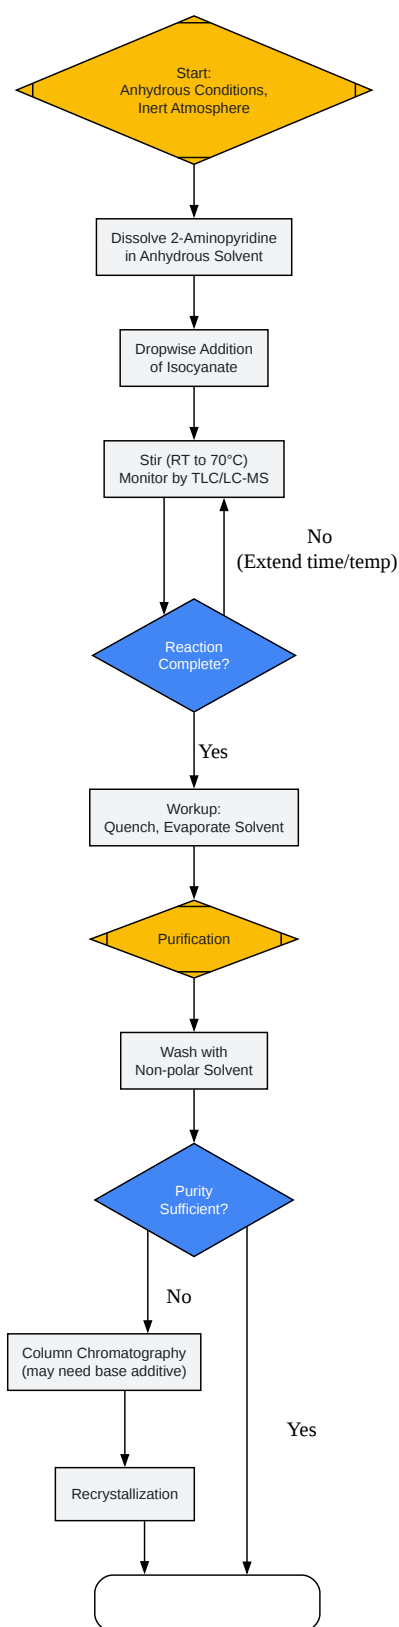 Start:
Anhydrous Conditions,
Inert Atmosphere
Dissolve 2-Aminopyridine
in Anhydrous Solvent
Dropwise Addition
of Isocyanate
Stir (RT to 70°C)
Monitor by TLC/LC-MS
No
(Extend time/temp)
Reaction
Complete?
Yes
Workup:
Quench, Evaporate Solvent
Purification
Wash with
Non-polar Solvent
Purity
Sufficient?
No
Column Chromatography
(may need base additive)
Yes
Recrystallization